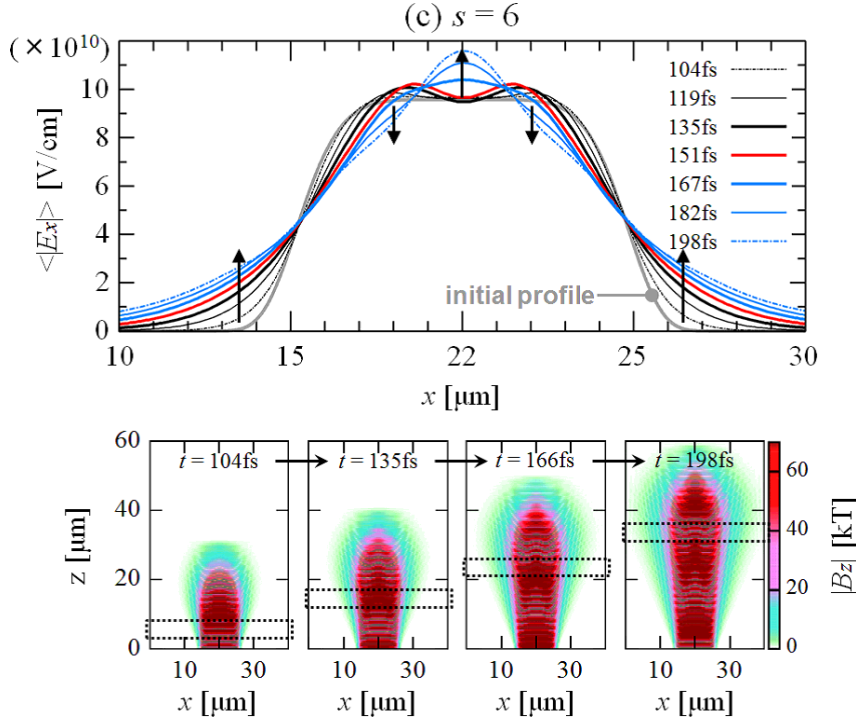 (c) s = 6
(×10¹⁰)
<|Ex|> [V/cm]
12
10
8
6
4
2
0
104fs
119fs
135fs
151fs
167fs
182fs
198fs
initial profile
10 15 22 25 30
x [μm]
60
40
20
0
z [μm]
t = 104fs t = 135fs t = 166fs t = 198fs
60
40
20
0
|Bz| [kT]
10 30 10 30 10 30 10 30
x [μm] x [μm] x [μm] x [μm]